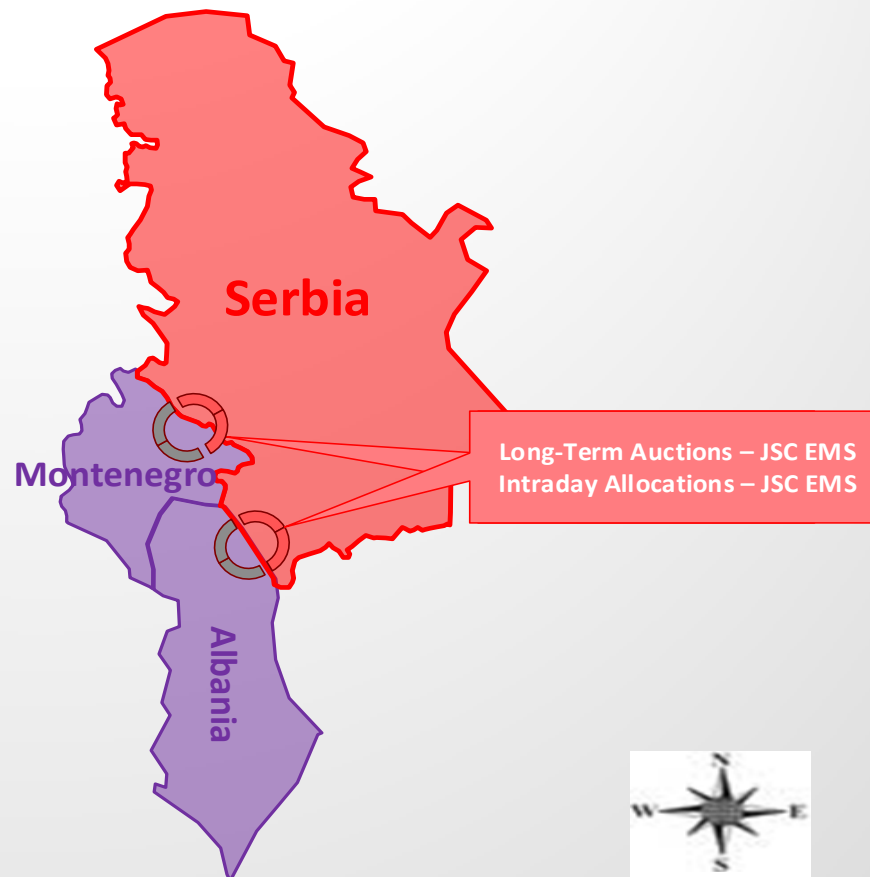 Serbia
Montenegro
Long-Term Auctions – JSC EMS
Intraday Allocations – JSC EMS
Albania
N
W E
S